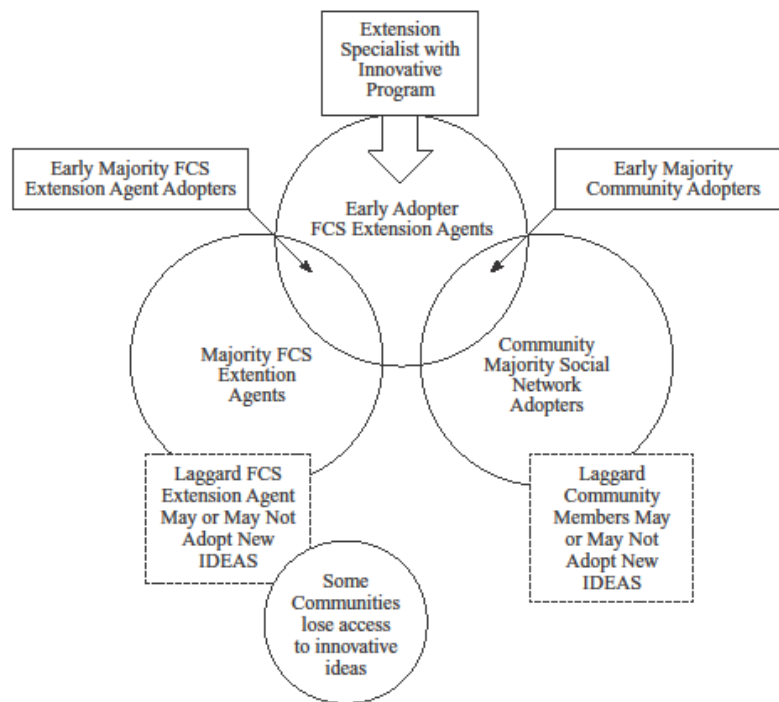 Extension
Specialist with
Innovative
Program
Early Majority FCS
Extension Agent Adopters
Early Majority
Community Adopters
Early Adopter
FCS Extension Agents
Majority FCS
Extention
Agents
Community
Majority Social
Network
Adopters
Laggard FCS
Extension Agent
May or May Not
Adopt New
IDEAS
Laggard
Community
Members May
or May Not
Adopt New
IDEAS
Some
Communities
lose access
to innovative
ideas